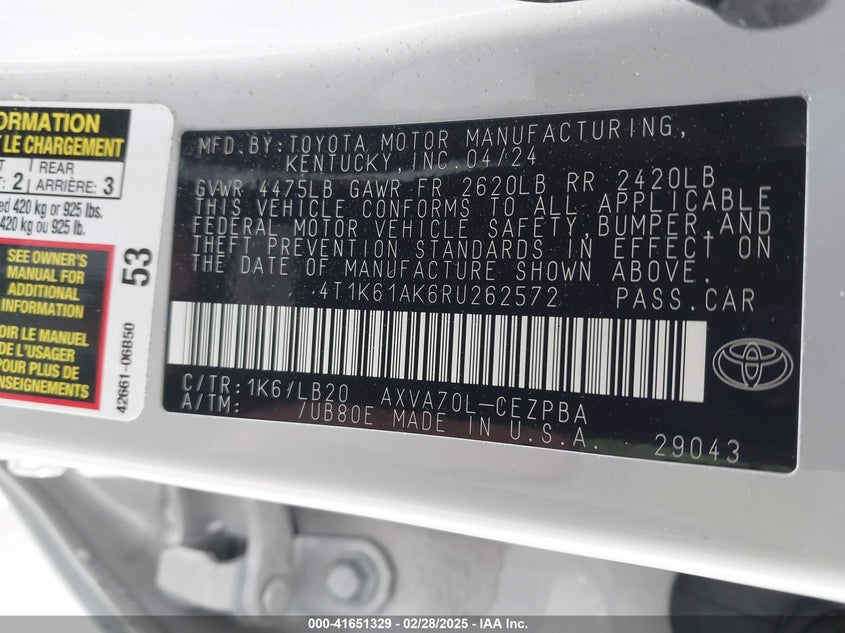 ORMATION
LE CHARGEMENT
2
REAR
ARRIÈRE: 3
ed 420 kg or 925 lbs.
420 kg ou 925 lb.
SEE OWNER'S
MANUAL FOR
ADDITIONAL
INFORMATION
OIR LE MANUEL
DE L'USAGER
POUR PLUS DE
ENSEIGNEMENTS
53
42661-06B50
MFD.BY:TOYOTA MOTOR MANUFACTURING,
KENTUCKY,INC.04/24
GVWR 4475LB GAWR FR 2620LB RR 2420LB
THIS VEHICLE CONFORMS TO ALL APPLICABLE
FEDERAL MOTOR VEHICLE SAFETY,BUMPER,AND
THEFT PREVENTION STANDARDS IN EFFECT ON
THE DATE OF MANUFACTURE SHOWN ABOVE.
4T1K61AK6RU262572 PASS.CAR
C/TR:1K6/LB20 AXVA70L-CEZPBA
A/TM: /UB80E MADE IN U.S.A. 29043
000-41651329 - 02/28/2025 - IAA Inc.